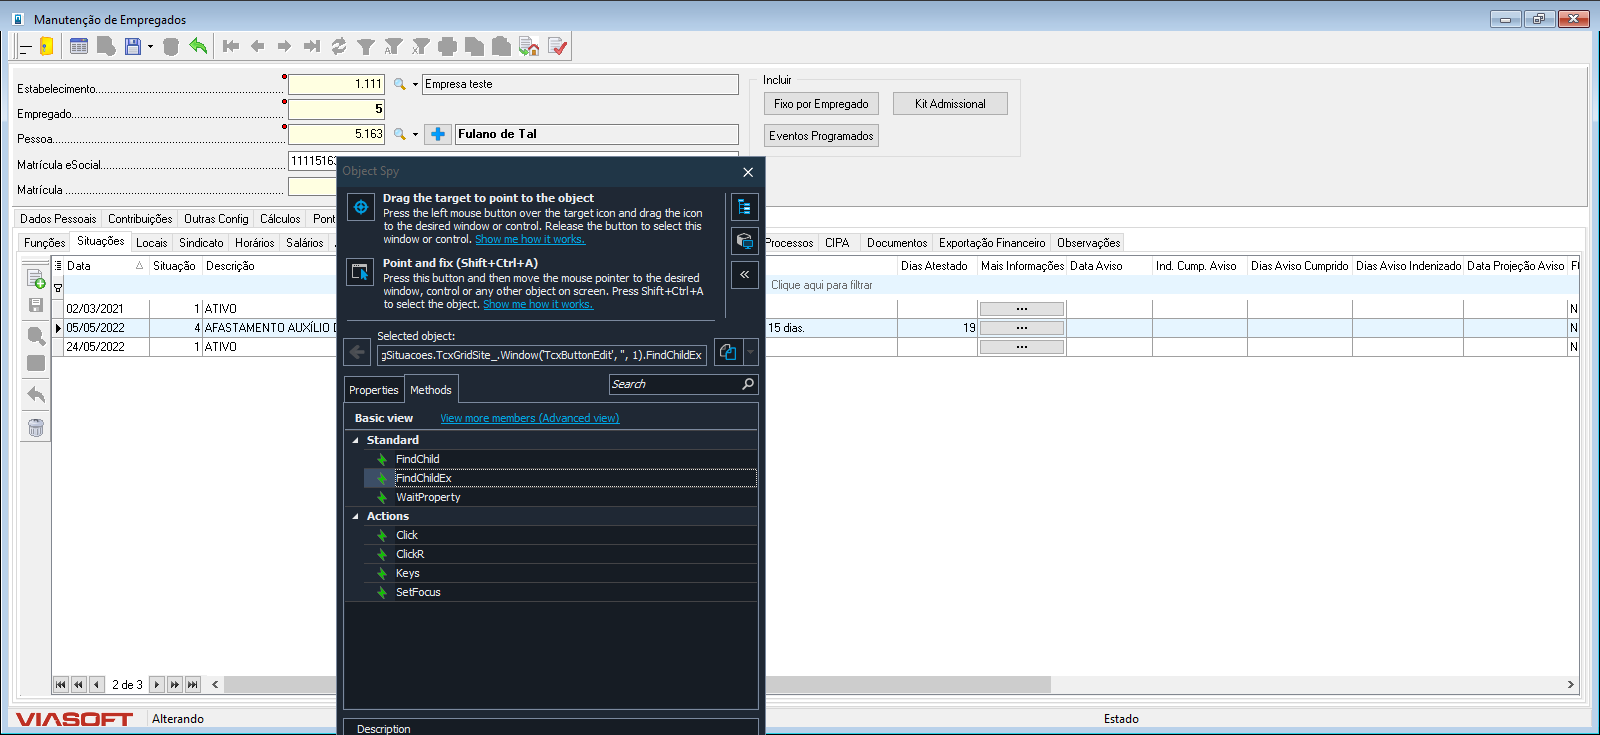 Manutenção de Empregados
Estabelecimento
1.111
Empresa teste
Empregado
5
Pessoa
5.163
Fulano de Tal
Matrícula eSocial
11115163
Matrícula
Incluir
Fixo por Empregado
Kit Admissional
Eventos Programados
Dados Pessoais Contribuições Outras Config Cálculos Pont
Funções Situações Locais Sindicato Horários Salários
Processos CIPA Documentos Exportação Financeiro Observações
Data Situação Descrição
Dias Atestado Mais Informações Data Aviso Ind. Cump. Aviso Dias Aviso Cumprido Dias Aviso Indenizado Data Projeção Aviso
Clique aqui para filtrar
02/03/2021 1 ATIVO ... N
05/05/2022 4 AFASTAMENTO AUXÍLIO 15 dias. 19 ... N
24/05/2022 1 ATIVO ... N
2 de 3
VIASOFT
Alterando
Estado
Object Spy
Drag the target to point to the object
Press the left mouse button over the target icon and drag the icon
to the desired window or control. Release the button to select this
window or control. Show me how it works.
Point and fix (Shift+Ctrl+A)
Press this button and then move the mouse pointer to the desired
window, control or any other object on screen. Press Shift+Ctrl+A
to select the object. Show me how it works.
Selected object:
gSituacoes.TcxGridSite_.Window('TcxButtonEdit', '', 1).FindChildEx
Properties Methods
Search
Basic view View more members (Advanced view)
Standard
FindChild
FindChildEx
WaitProperty
Actions
Click
ClickR
Keys
SetFocus
Description